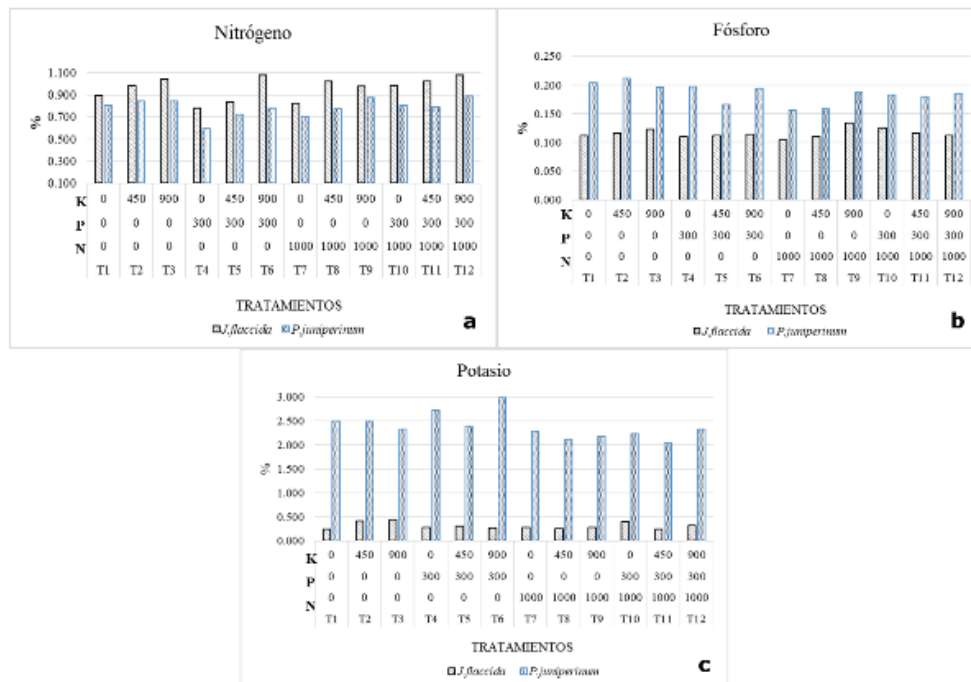 Nitrógeno
%
1.100
0.900
0.700
0.500
0.300
0.100
K 0 450 900 0 450 900 0 450 900 0 450 900
P 0 0 0 300 300 300 0 0 0 300 300 300
N 0 0 0 0 0 0 1000 1000 1000 1000 1000 1000
T1 T2 T3 T4 T5 T6 T7 T8 T9 T10 T11 T12
TRATAMIENTOS
J.flaccida P.juniperinum
a
Fósforo
%
0.250
0.200
0.150
0.100
0.050
0.000
K 0 450 900 0 450 900 0 450 900 0 450 900
P 0 0 0 300 300 300 0 0 0 300 300 300
N 0 0 0 0 0 0 1000 1000 1000 1000 1000 1000
T1 T2 T3 T4 T5 T6 T7 T8 T9 T10 T11 T12
TRATAMIENTOS
J.flaccida P.juniperinum
b
Potasio
%
3.000
2.500
2.000
1.500
1.000
0.500
0.000
K 0 450 900 0 450 900 0 450 900 0 450 900
P 0 0 0 300 300 300 0 0 0 300 300 300
N 0 0 0 0 0 0 1000 1000 1000 1000 1000 1000
T1 T2 T3 T4 T5 T6 T7 T8 T9 T10 T11 T12
TRATAMIENTOS
J.flaccida P.juniperinum
c